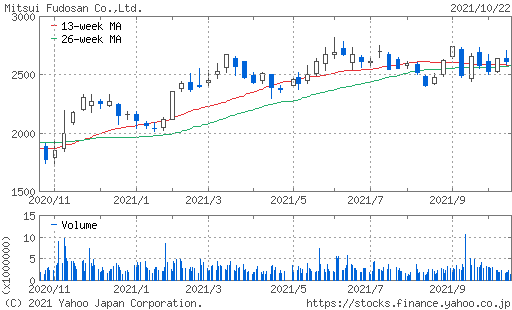 Mitsui Fudosan Co.,Ltd. 2021/10/22
3000
13-week MA
26-week MA
2500
2000
1500
2020/11 2021/1 2021/3 2021/5 2021/7 2021/9
15
Volume
10
5
0
(x1000000)
2020/11 2021/1 2021/3 2021/5 2021/7 2021/9
(C) 2021 Yahoo Japan Corporation. https://stocks.finance.yahoo.co.jp/